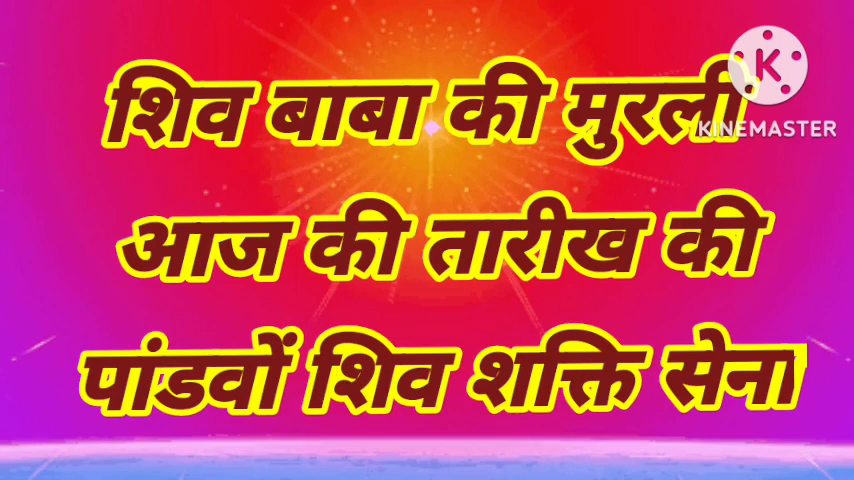 शिव बाबा की मुरली
K
KINEMASTER
आज की तारीख की
पांडवों शिव शक्ति सेना